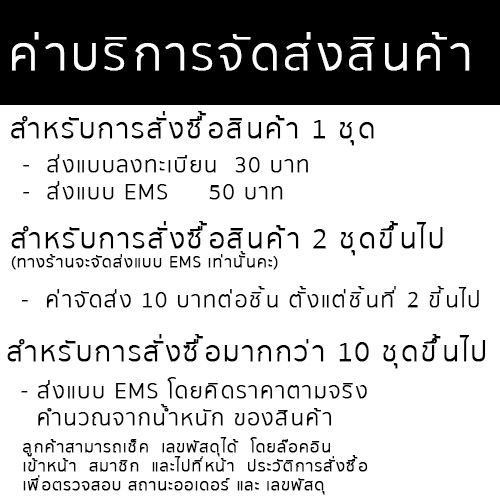 ค่าบริการจัดส่งสินค้า
สำหรับการสั่งซื้อสินค้า 1 ชุด
- ส่งแบบลงทะเบียน 30 บาท
- ส่งแบบ EMS 50 บาท
สำหรับการสั่งซื้อสินค้า 2 ชุดขึ้นไป
(ทางร้านจะจัดส่งแบบ EMS เท่านั้นคะ)
- ค่าจัดส่ง 10 บาทต่อชิ้น ตั้งแต่ชิ้นที่ 2 ขึ้นไป
สำหรับการสั่งซื้อมากกว่า 10 ชุดขึ้นไป
- ส่งแบบ EMS โดยคิดราคาตามจริง
คำนวณจากน้ำหนัก ของสินค้า
ลูกค้าสามารถเช็ค เลขพัสดุได้ โดยล๊อคอิน
เข้าหน้า สมาชิก และไปที่หน้า ประวัติการสั่งซื้อ
เพื่อตรวจสอบ สถานะออเดอร์ และ เลขพัสดุ